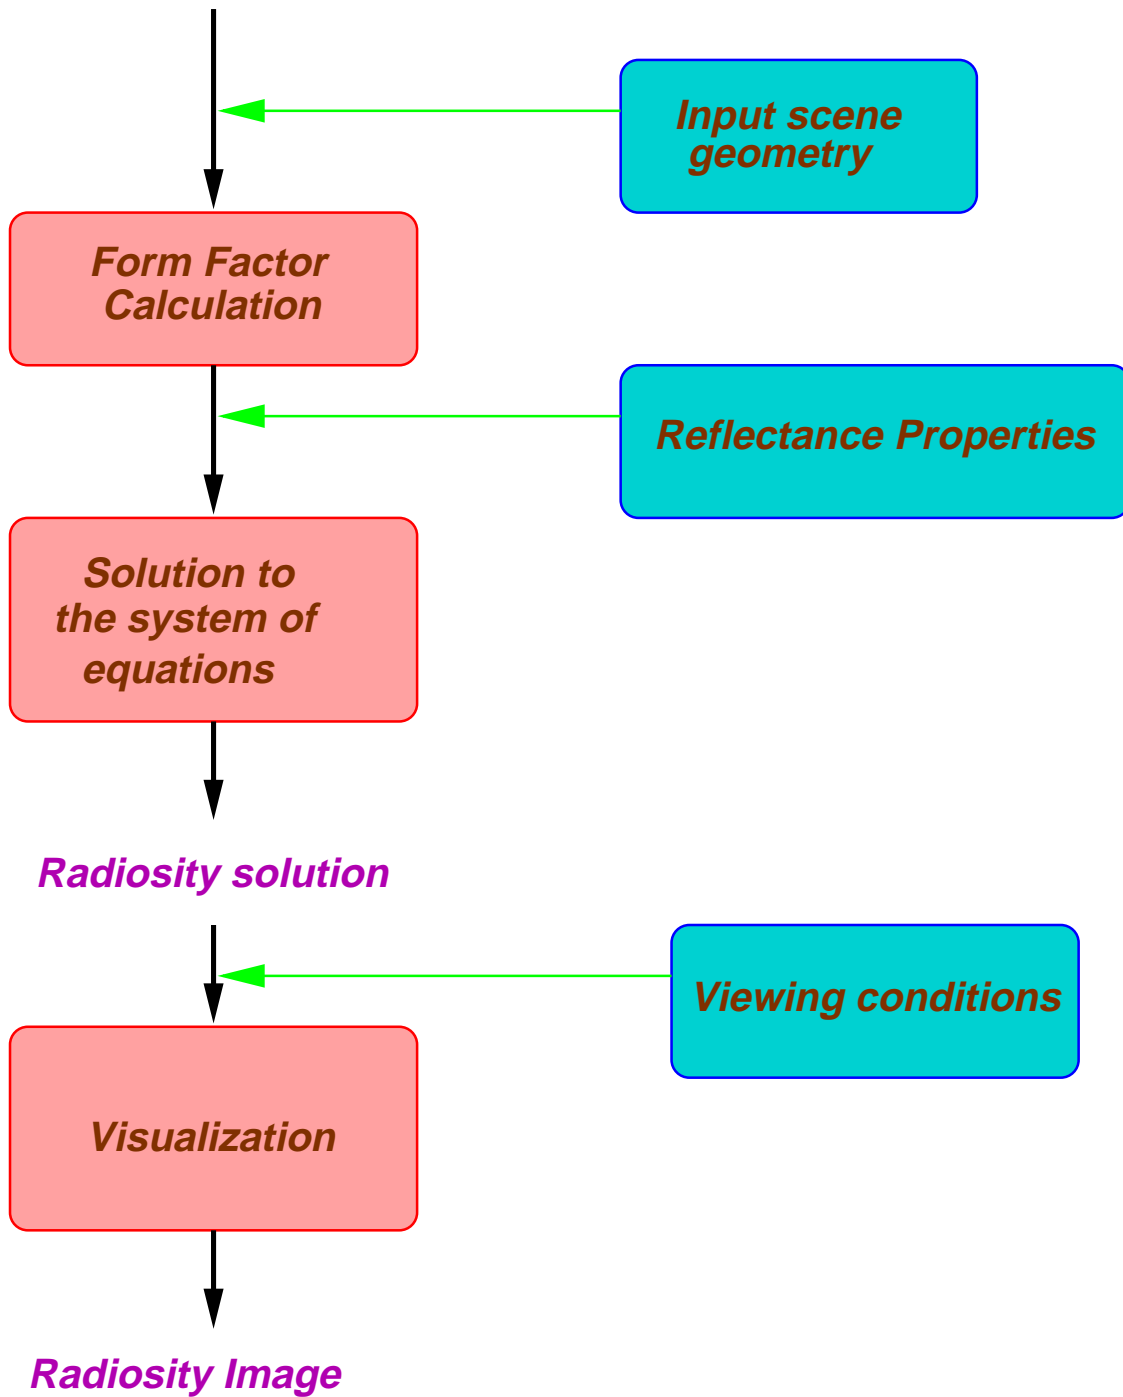 Input scene
geometry
Form Factor
Calculation
Reflectance Properties
Solution to
the system of
equations
Radiosity solution
Viewing conditions
Visualization
Radiosity Image